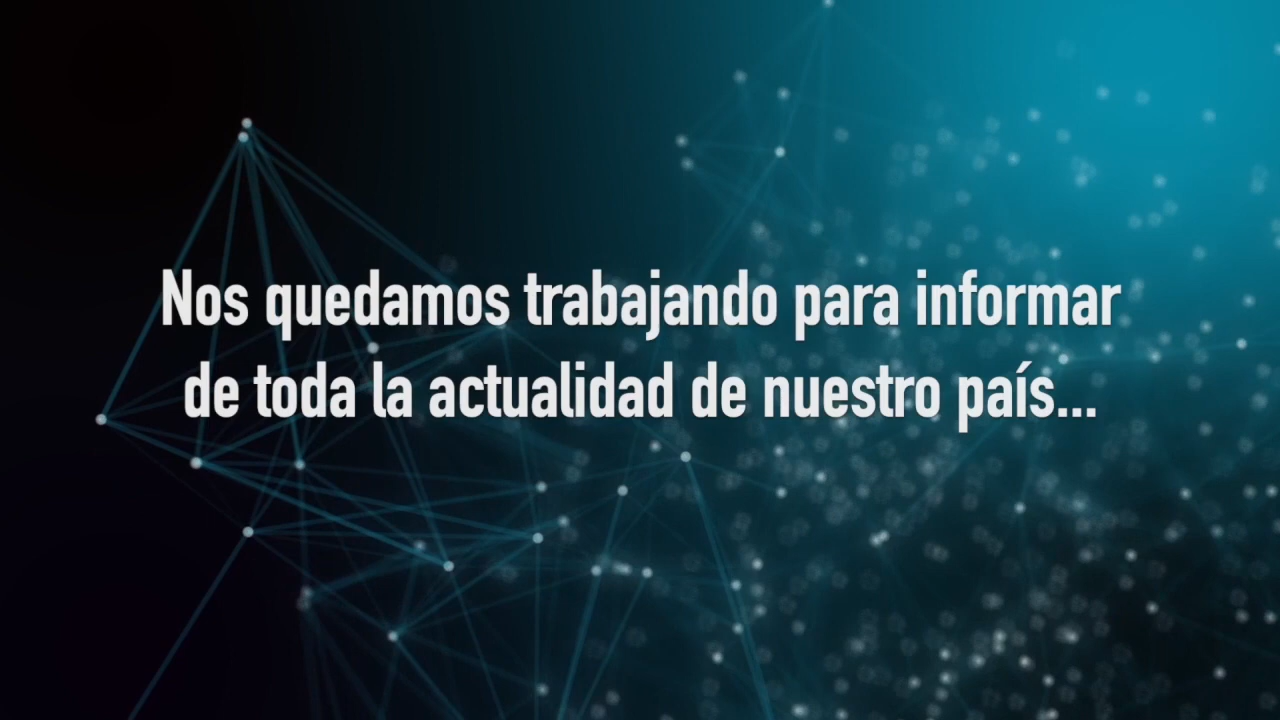 Nos quedamos trabajando para informar
de toda la actualidad de nuestro país...